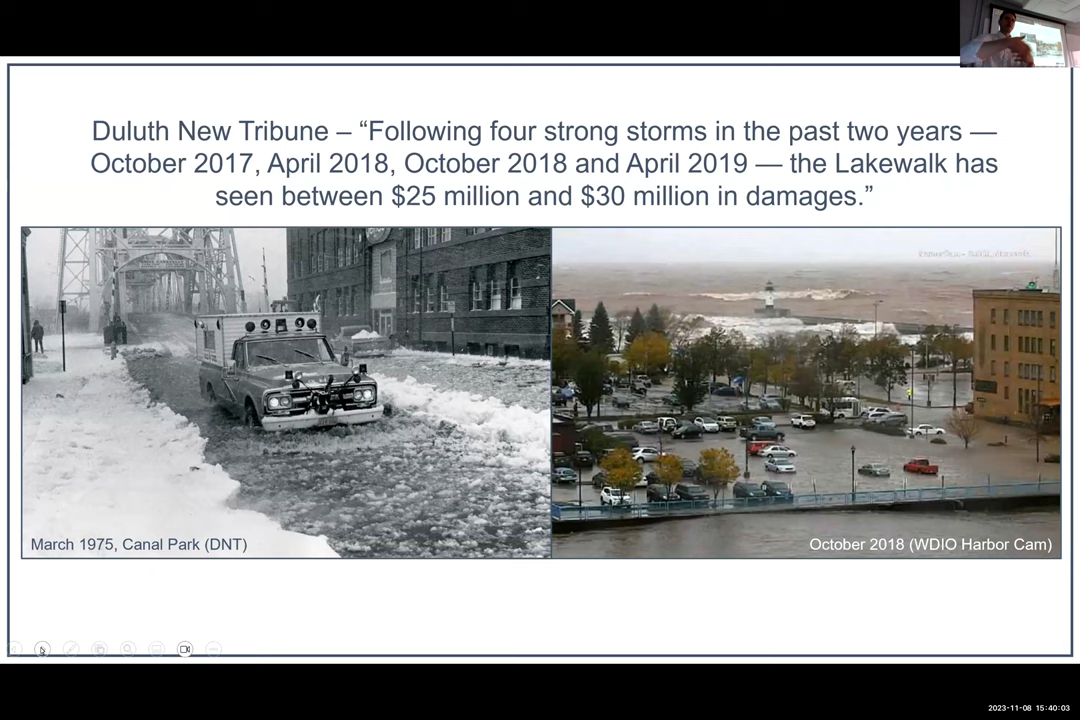 Duluth New Tribune – “Following four strong storms in the past two years —
October 2017, April 2018, October 2018 and April 2019 — the Lakewalk has
seen between $25 million and $30 million in damages.”
March 1975, Canal Park (DNT)
October 2018 (WDIO Harbor Cam)
2023-11-08 15:40:03